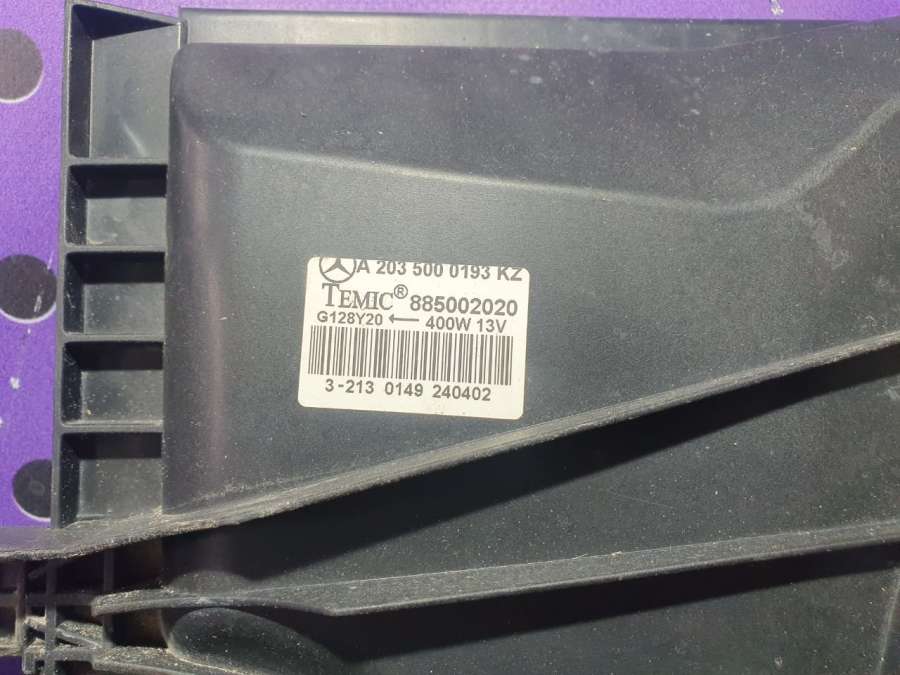 A 203 500 0193 KZ
TEMIC® 885002020
G128Y20 ← 400W 13V
3-213 0149 240402